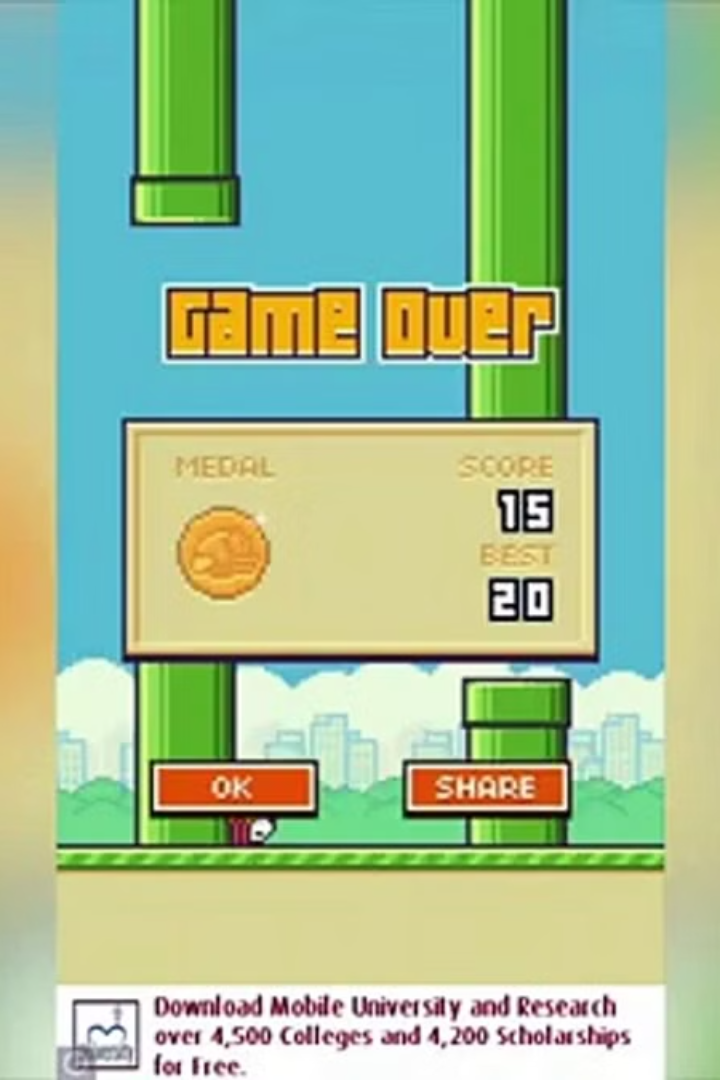 Game Over
MEDAL
SCORE
15
BEST
20
OK
SHARE
Download Mobile University and Research
over 4,500 Colleges and 4,200 Scholarships
for Free.